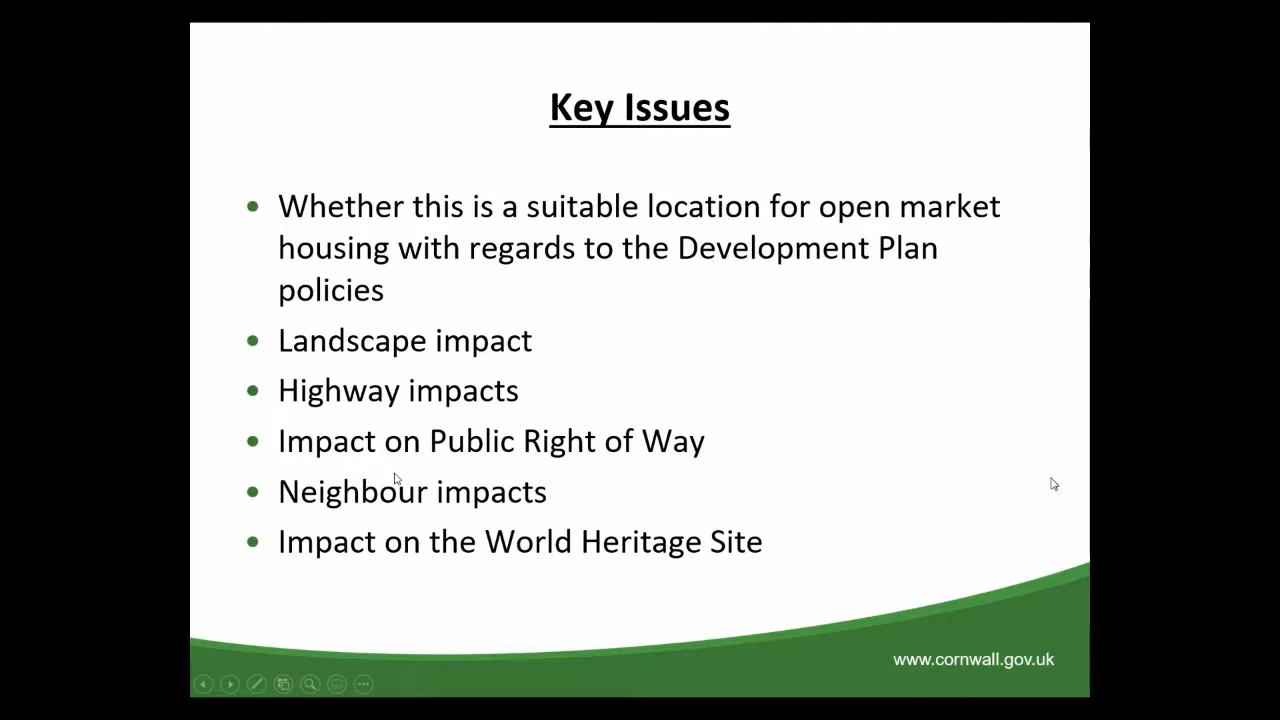 Key Issues
• Whether this is a suitable location for open market
housing with regards to the Development Plan
policies
• Landscape impact
• Highway impacts
• Impact on Public Right of Way
• Neighbour impacts
• Impact on the World Heritage Site
www.cornwall.gov.uk